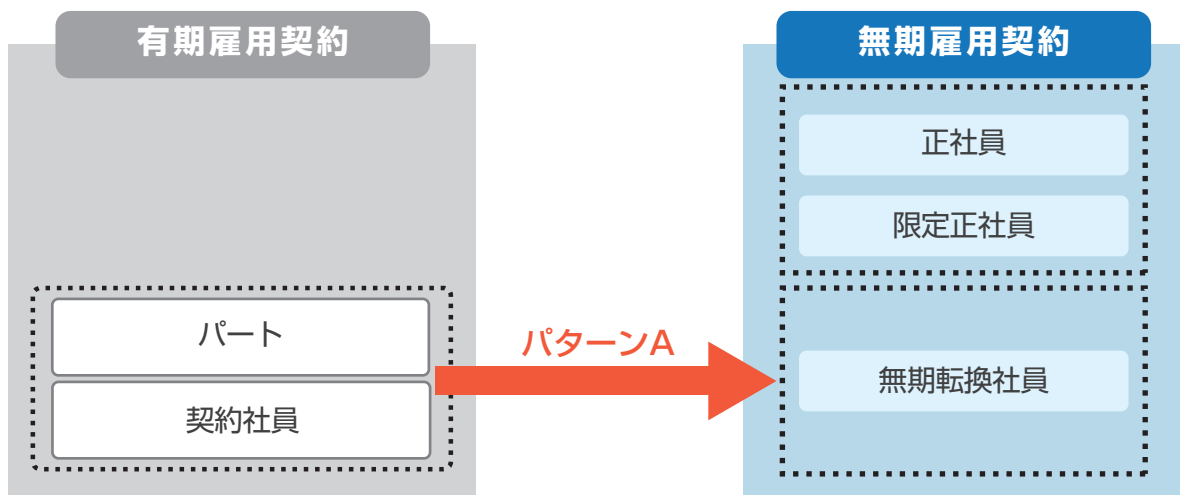 有期雇用契約
無期雇用契約
正社員
限定正社員
パート
パターンA
無期転換社員
契約社員